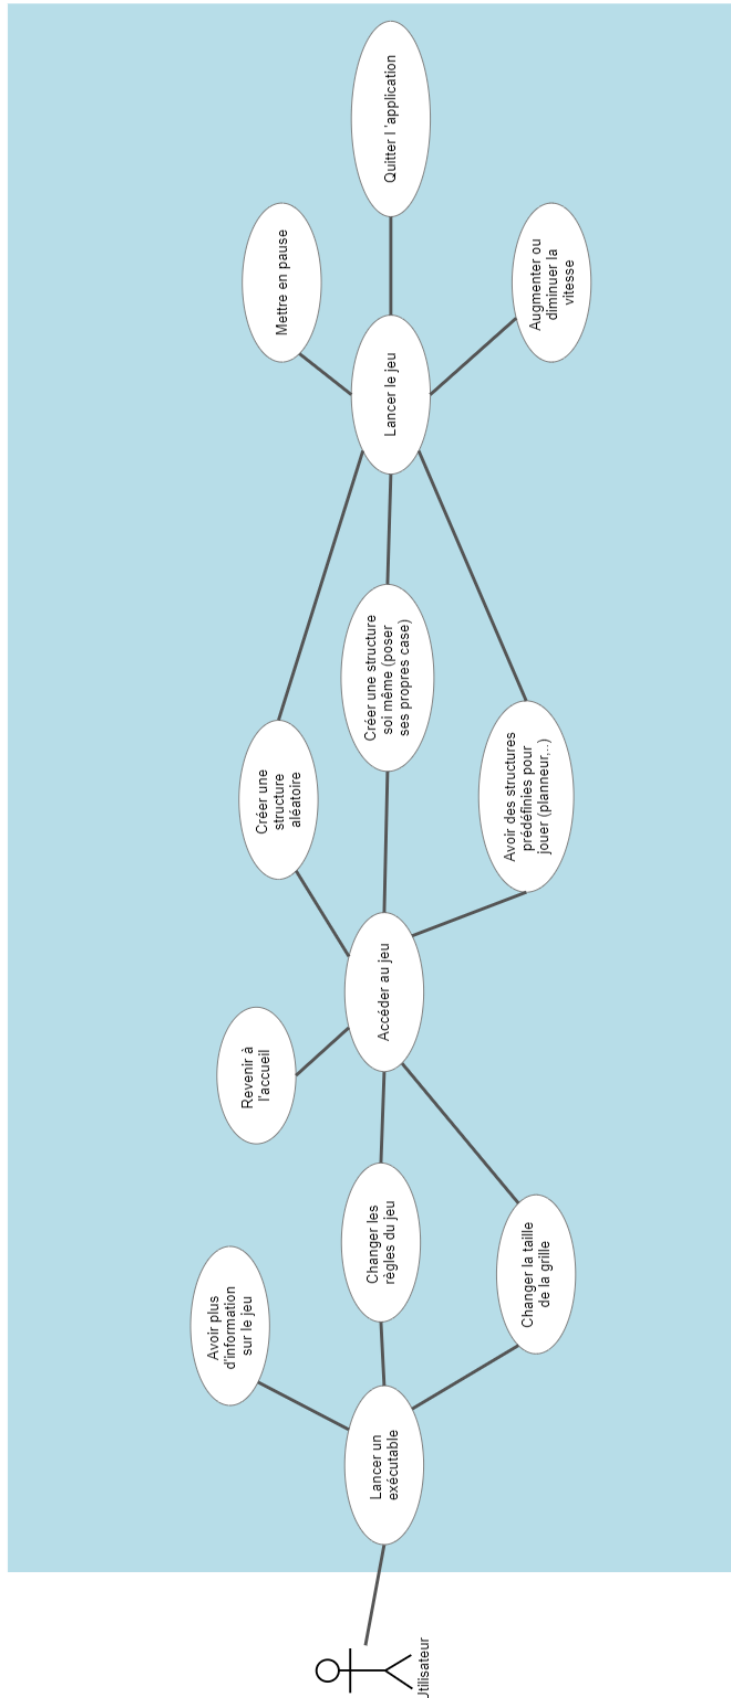 Utilisateur
Lancer un
exécutable
Avoir plus
d'information
sur le jeu
Changer les
règles du jeu
Changer la taille
de la grille
Revenir à
l'accueil
Accéder au jeu
Créer une
structure
aléatoire
Créer une structure
soi même (poser
ses propres case)
Avoir des structures
prédéfinies pour
jouer (planneur,..)
Lancer le jeu
Mettre en pause
Augmenter ou
diminuer la
vitesse
Quitter l 'application